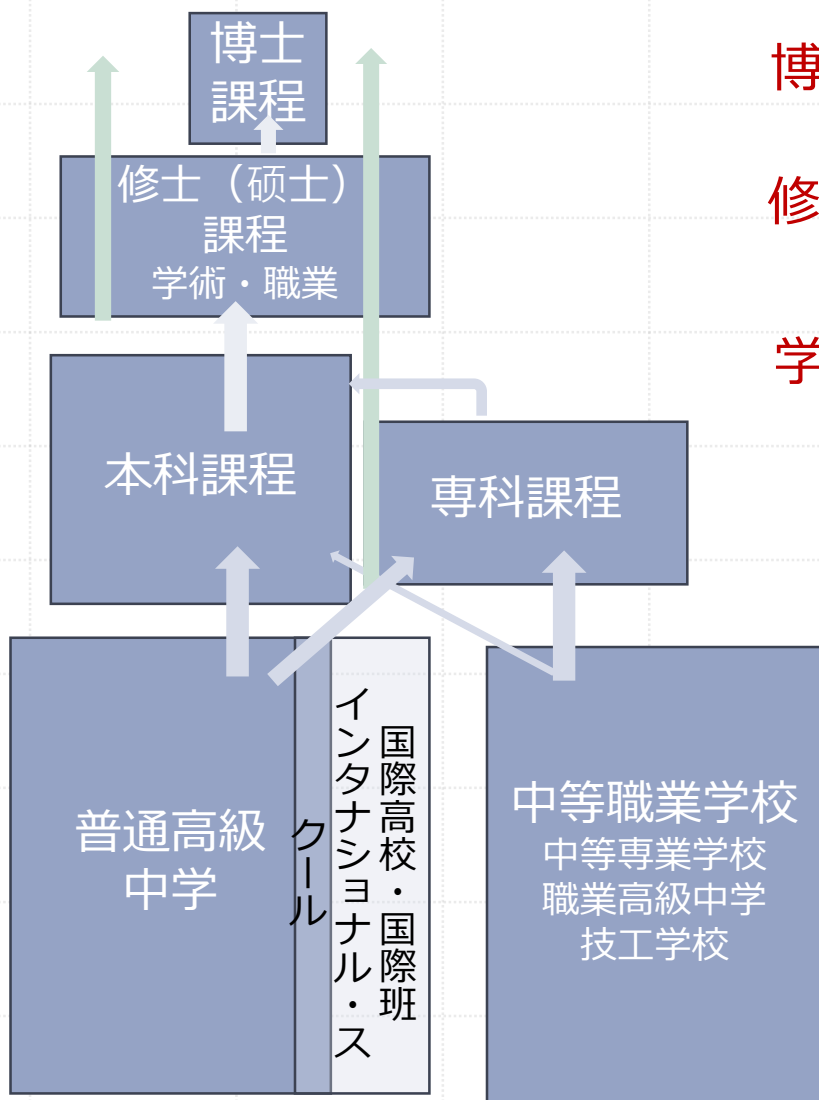 博士
課程
博
修士（硕士）
課程
学術・職業
修
学
本科課程
専科課程
普通高級
中学
国際高校・国際班
インタナショナル・ス
クール
中等職業学校
中等専業学校
職業高級中学
技工学校